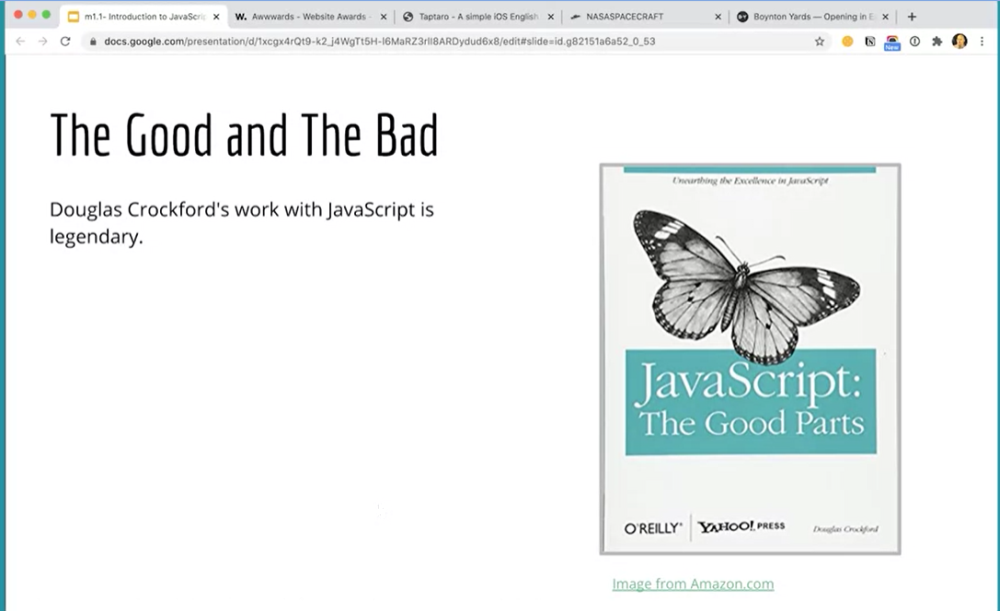 m1.1- Introduction to JavaScri
W. Awwwards - Website Awards -
Taptaro - A simple iOS English
NASASPACECRAFT
Boynton Yards — Opening in E
docs.google.com/presentation/d/1xcgx4rQt9-k2_j4WgTt5H-I6MaRZ3rIl8ARDydud6x8/edit#slide=id.g82151a6a52_0_53
New
The Good and The Bad
Douglas Crockford's work with JavaScript is
legendary.
Unearthing the Excellence in JavaScript
JavaScript:
The Good Parts
O'REILLY® YAHOO! PRESS Douglas Crockford
Image from Amazon.com